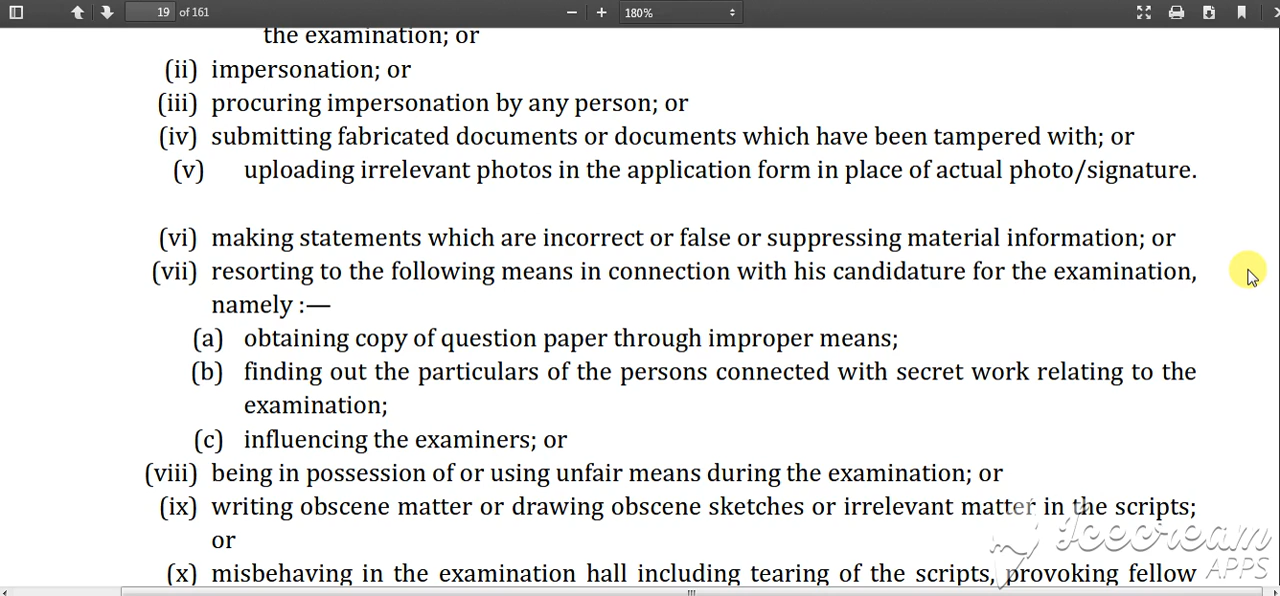 19 of 161
180%
the examination; or
(ii) impersonation; or
(iii) procuring impersonation by any person; or
(iv) submitting fabricated documents or documents which have been tampered with; or
(v) uploading irrelevant photos in the application form in place of actual photo/signature.
(vi) making statements which are incorrect or false or suppressing material information; or
(vii) resorting to the following means in connection with his candidature for the examination,
namely :—
(a) obtaining copy of question paper through improper means;
(b) finding out the particulars of the persons connected with secret work relating to the
examination;
(c) influencing the examiners; or
(viii) being in possession of or using unfair means during the examination; or
(ix) writing obscene matter or drawing obscene sketches or irrelevant matter in the scripts;
or
(x) misbehaving in the examination hall including tearing of the scripts, provoking fellow
Icecream
APPS